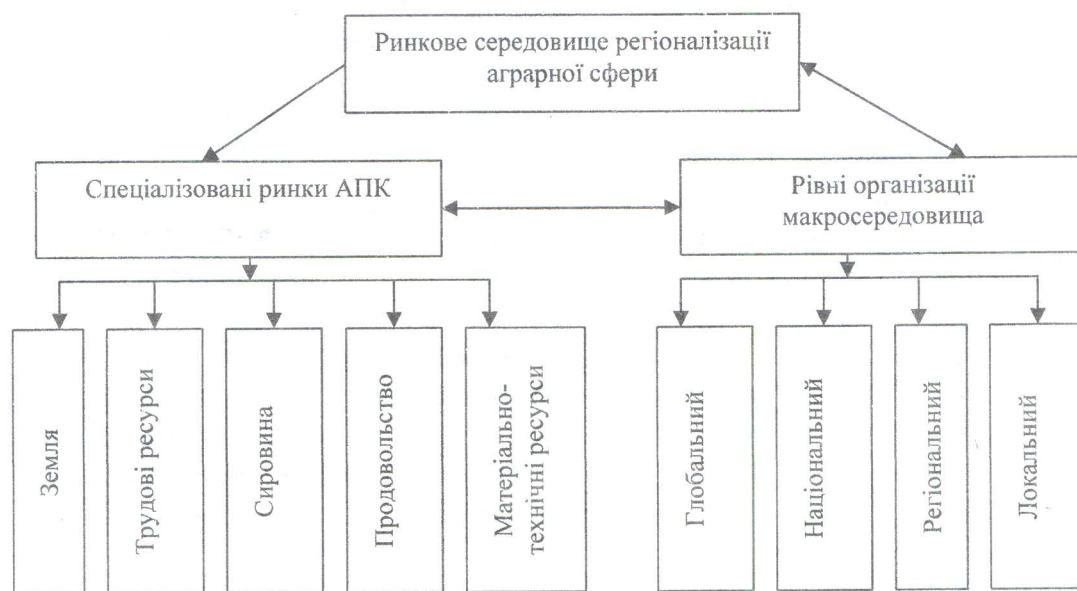 Ринкове середовище регіоналізації
аграрної сфери
Спеціалізовані ринки АПК
Рівні організації
макросередовища
Земля
Трудові ресурси
Сировина
Продовольство
Матеріально-
технічні ресурси
Глобальний
Національний
Регіональний
Локальний